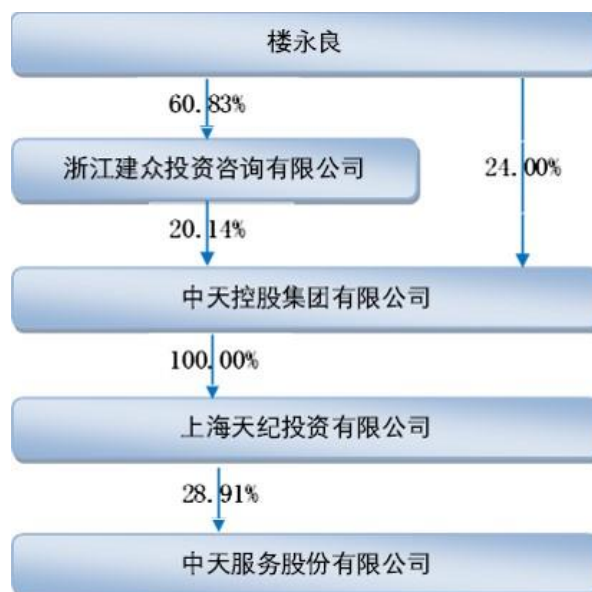 楼永良
60.83%
浙江建众投资咨询有限公司
24.00%
20.14%
中天控股集团有限公司
100.00%
上海天纪投资有限公司
28.91%
中天服务股份有限公司